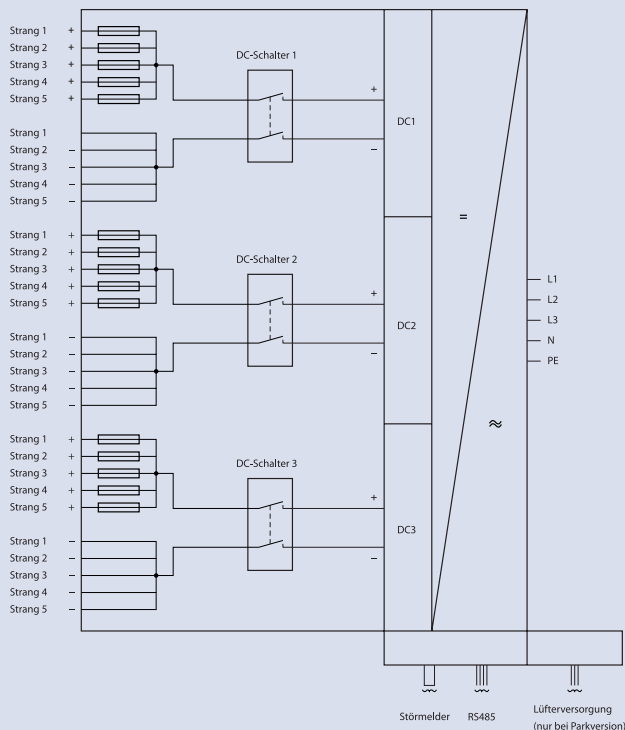 Strang 1 +
Strang 2 +
Strang 3 +
Strang 4 +
Strang 5 +
DC-Schalter 1
+
DC1
Strang 1
Strang 2 –
Strang 3 –
Strang 4 –
Strang 5 –
–
=
Strang 1 +
Strang 2 +
Strang 3 +
Strang 4 +
Strang 5 +
DC-Schalter 2
+
DC2
Strang 1 –
Strang 2 –
Strang 3 –
Strang 4 –
Strang 5 –
–
L1
L2
L3
N
PE
≈
Strang 1 +
Strang 2 +
Strang 3 +
Strang 4 +
Strang 5 +
DC-Schalter 3
+
DC3
Strang 1 –
Strang 2 –
Strang 3 –
Strang 4 –
Strang 5 –
–
Störmelder
RS485
Lüfterversorgung
(nur bei Parkversion)